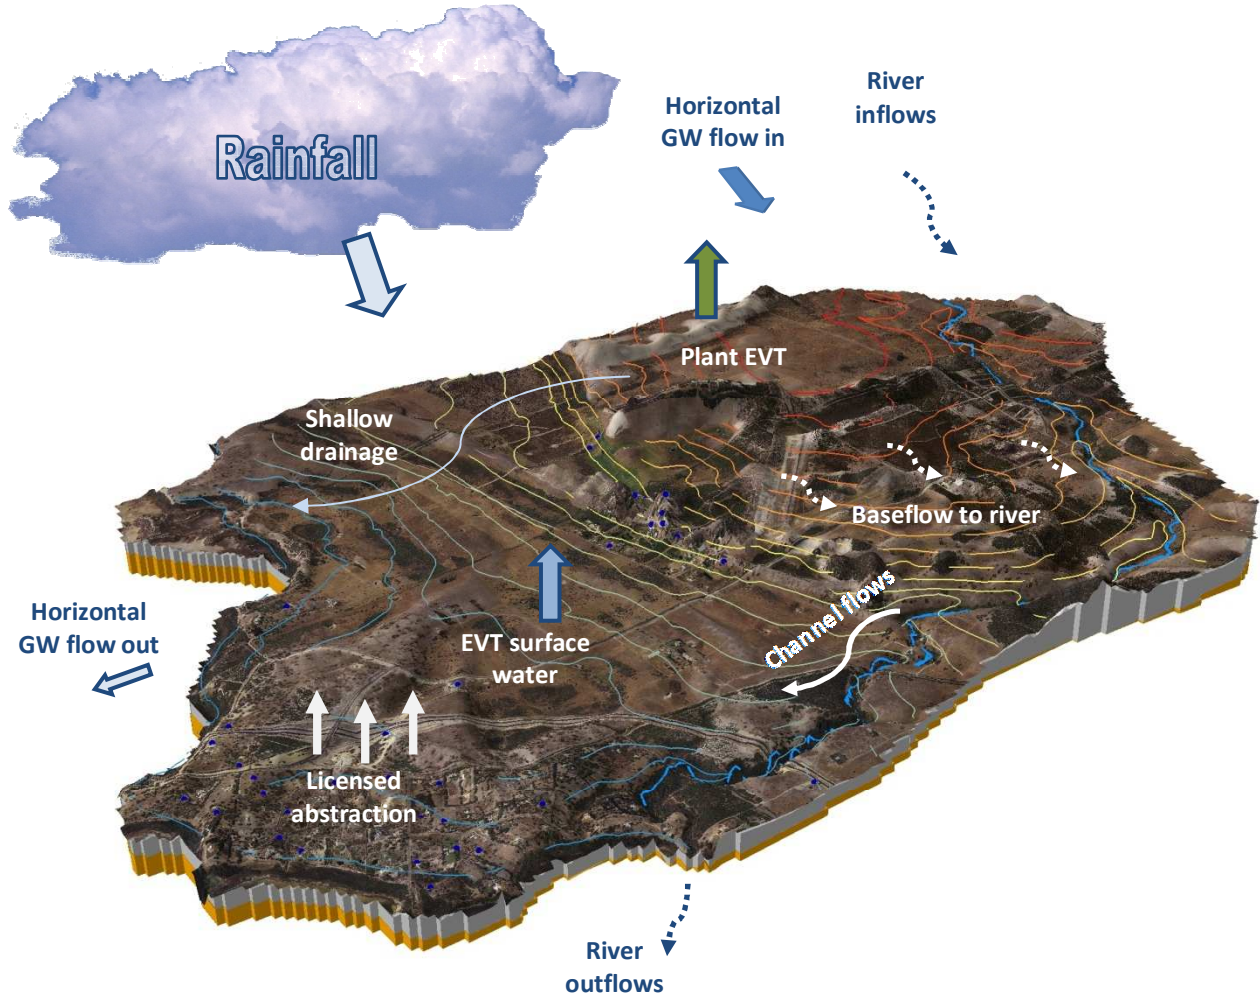 Rainfall
Horizontal
GW flow in
River
inflows
Plant EVT
Shallow
drainage
Baseflow to river
Channel flows
Horizontal
GW flow out
EVT surface
water
Licensed
abstraction
River
outflows